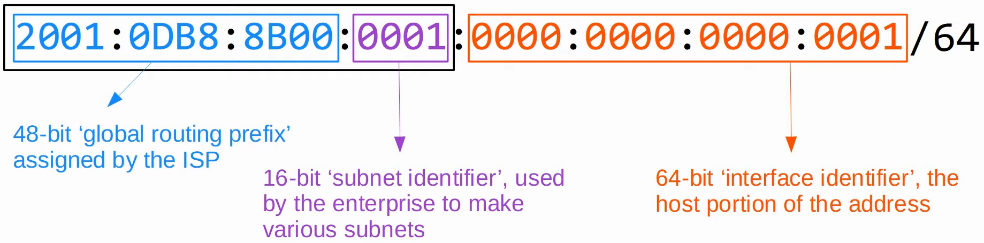 2001:0DB8:8B00:0001:0000:0000:0000:0001/64
48-bit ‘global routing prefix’
assigned by the ISP
16-bit ‘subnet identifier’, used
by the enterprise to make
various subnets
64-bit ‘interface identifier’, the
host portion of the address